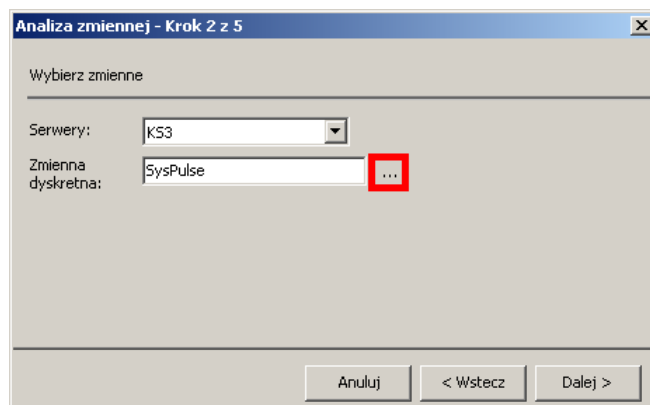 Analiza zmiennej - Krok 2 z 5
Wybierz zmienne
Serwery: KS3
Zmienna
dyskretna: SysPulse ...
Anuluj < Wstecz Dalej >